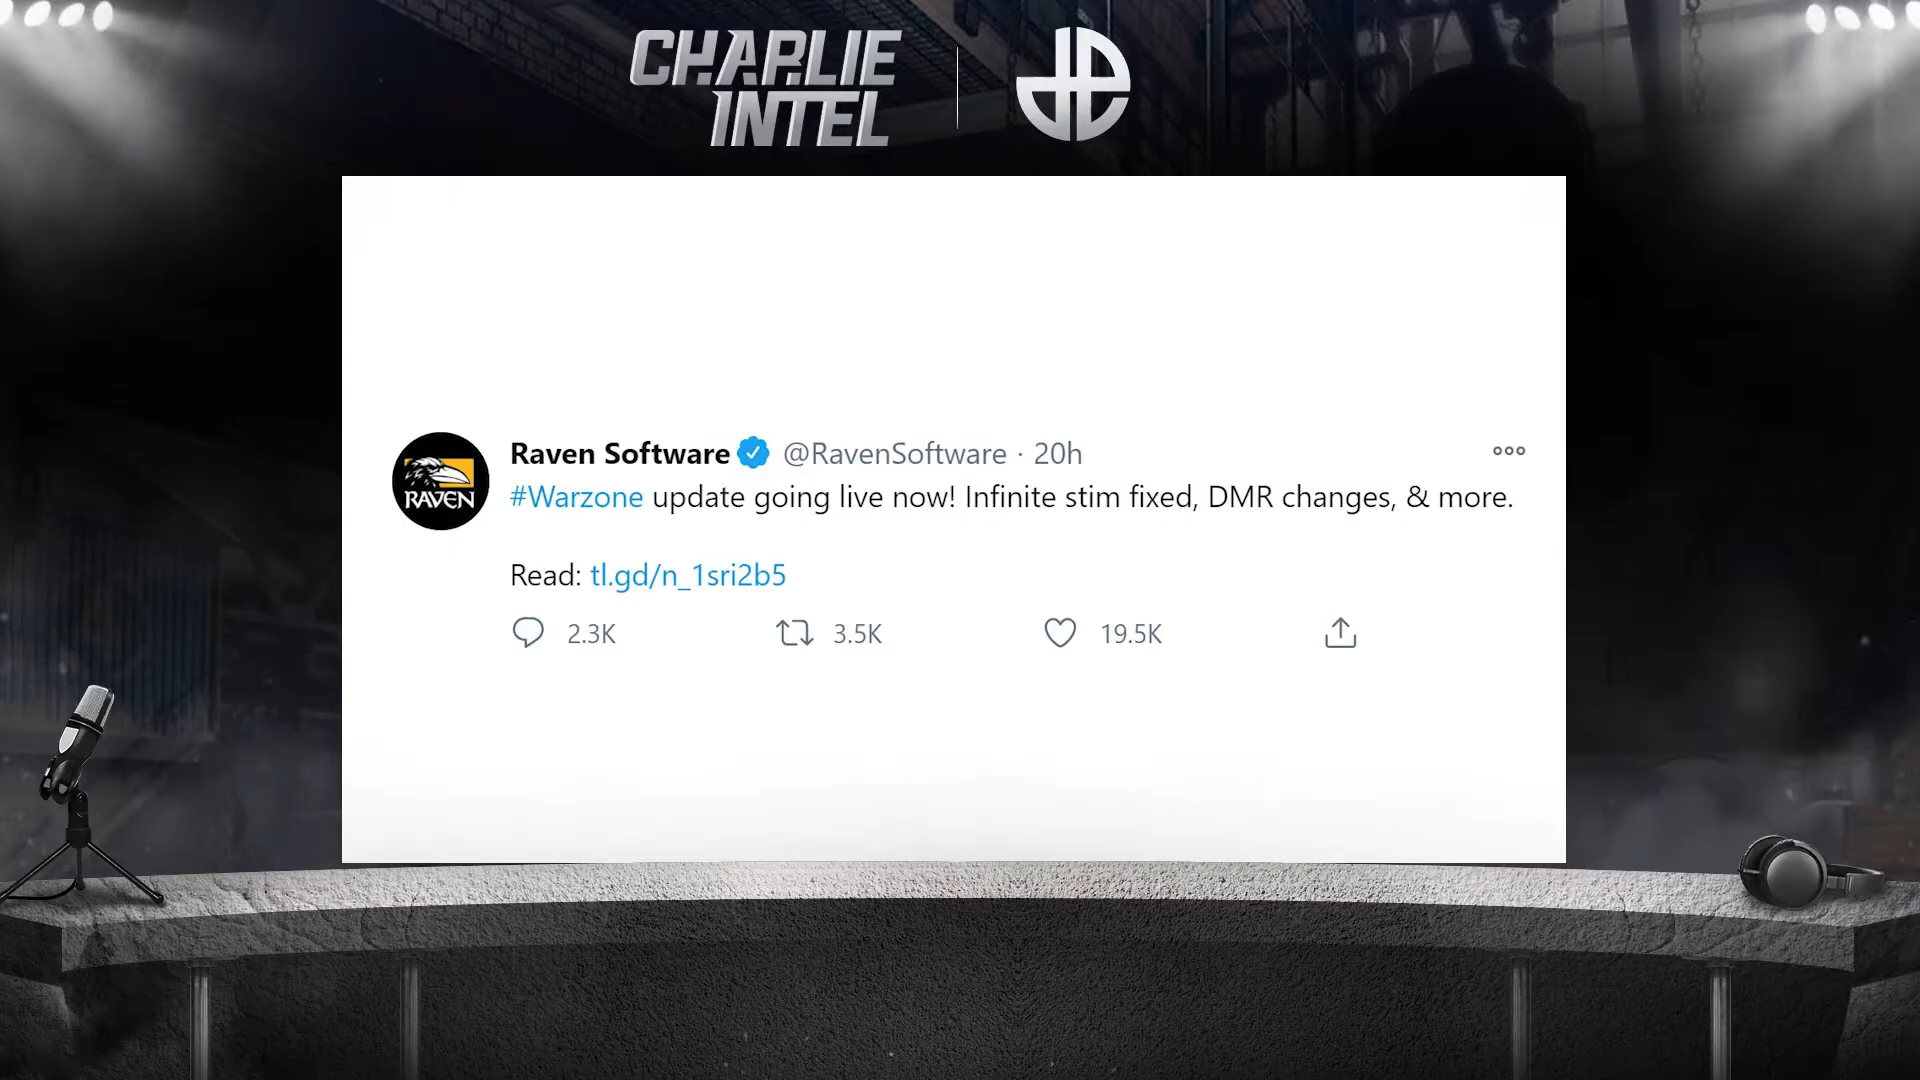 CHARLIE
INTEL
RAVEN
Raven Software @RavenSoftware · 20h
#Warzone update going live now! Infinite stim fixed, DMR changes, & more.
Read: tl.gd/n_1sri2b5
2.3K 3.5K 19.5K